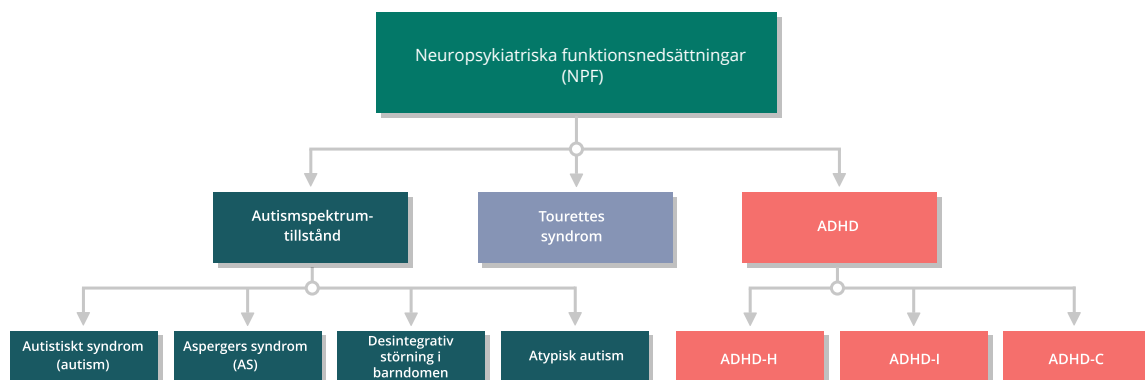 Neuropsykiatriska funktionsnedsättningar
(NPF)
Autismspektrum-
tillstånd
Tourettes
syndrom
ADHD
Autistiskt syndrom
(autism)
Aspergers syndrom
(AS)
Desintegrativ
störning i
barndomen
Atypisk autism
ADHD-H
ADHD-I
ADHD-C